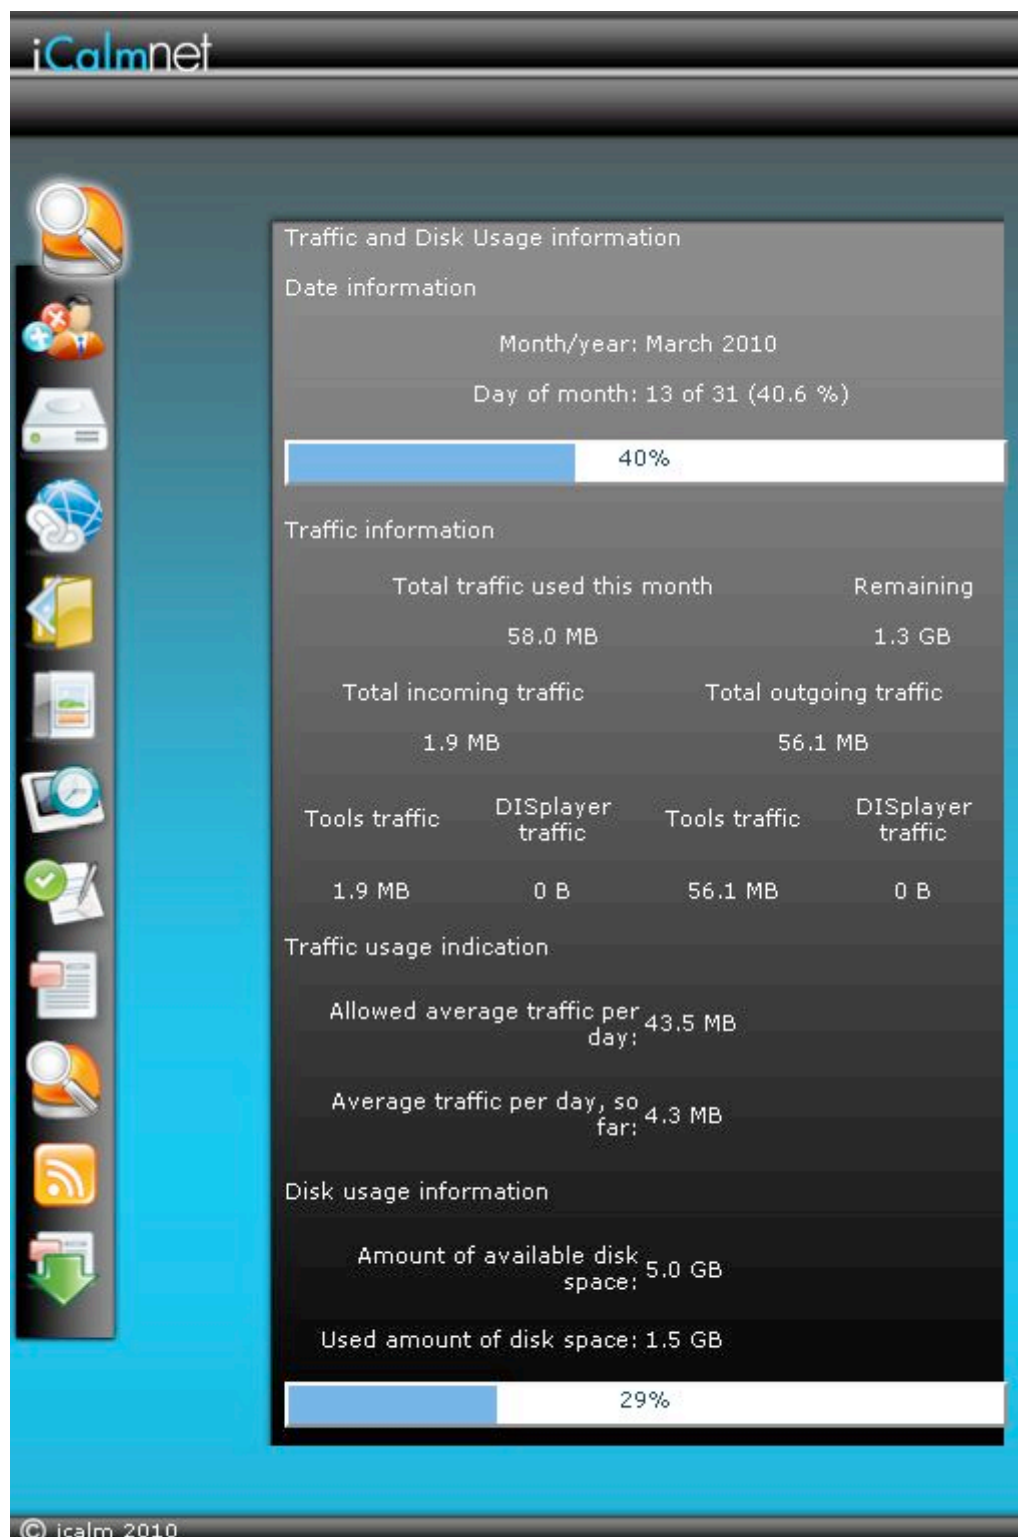 iCalmnet
Traffic and Disk Usage information
Date information
Month/year: March 2010
Day of month: 13 of 31 (40.6 %)
40%
Traffic information
Total traffic used this month Remaining
58.0 MB 1.3 GB
Total incoming traffic Total outgoing traffic
1.9 MB 56.1 MB
Tools traffic DISplayer traffic Tools traffic DISplayer traffic
1.9 MB 0 B 56.1 MB 0 B
Traffic usage indication
Allowed average traffic per
day: 43.5 MB
Average traffic per day, so
far: 4.3 MB
Disk usage information
Amount of available disk
space: 5.0 GB
Used amount of disk space: 1.5 GB
29%
© icalm 2010